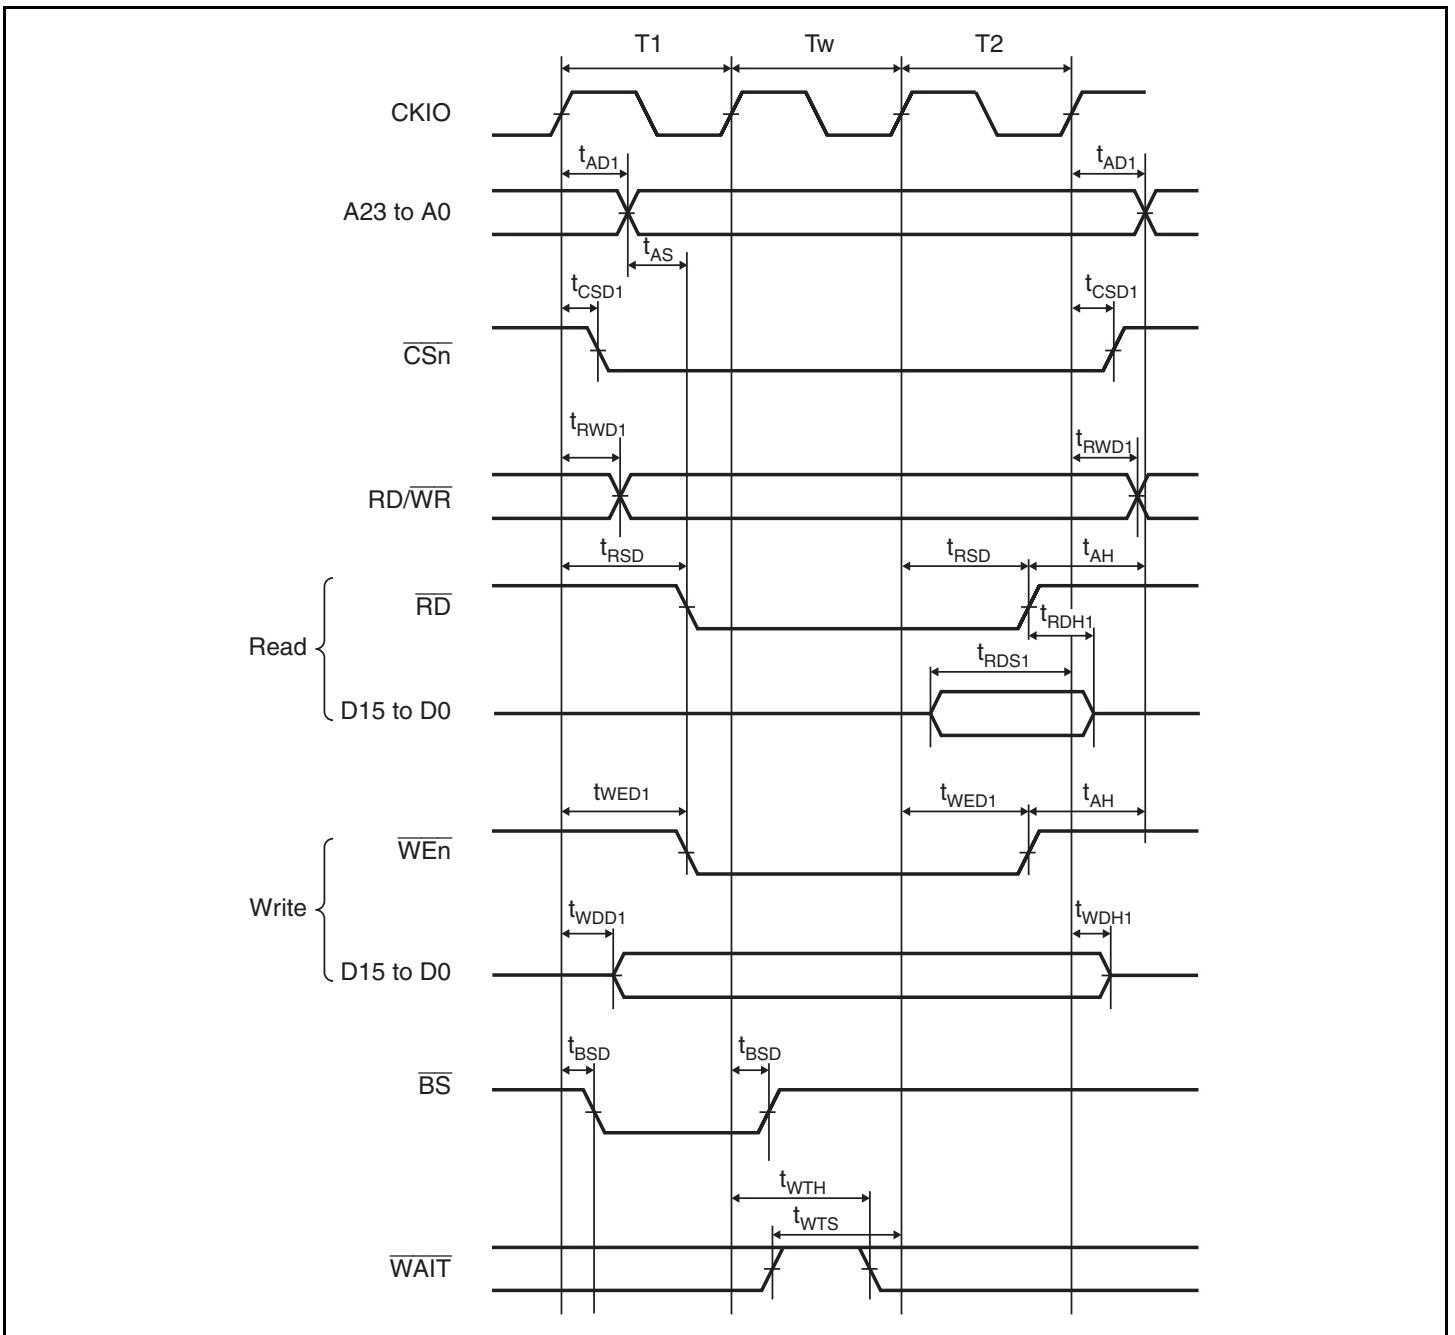 T1 Tw T2
CKIO
tAD1 tAD1
A23 to A0
tAS
tCSD1 tCSD1
CSn
tRWD1 tRWD1
RD/WR
tRSD tRSD tAH
RD
tRDH1
Read
tRDS1
D15 to D0
tWED1 tWED1 tAH
WEn
Write
tWDD1 tWDH1
D15 to D0
tBSD tBSD
BS
tWTH
tWTS
WAIT